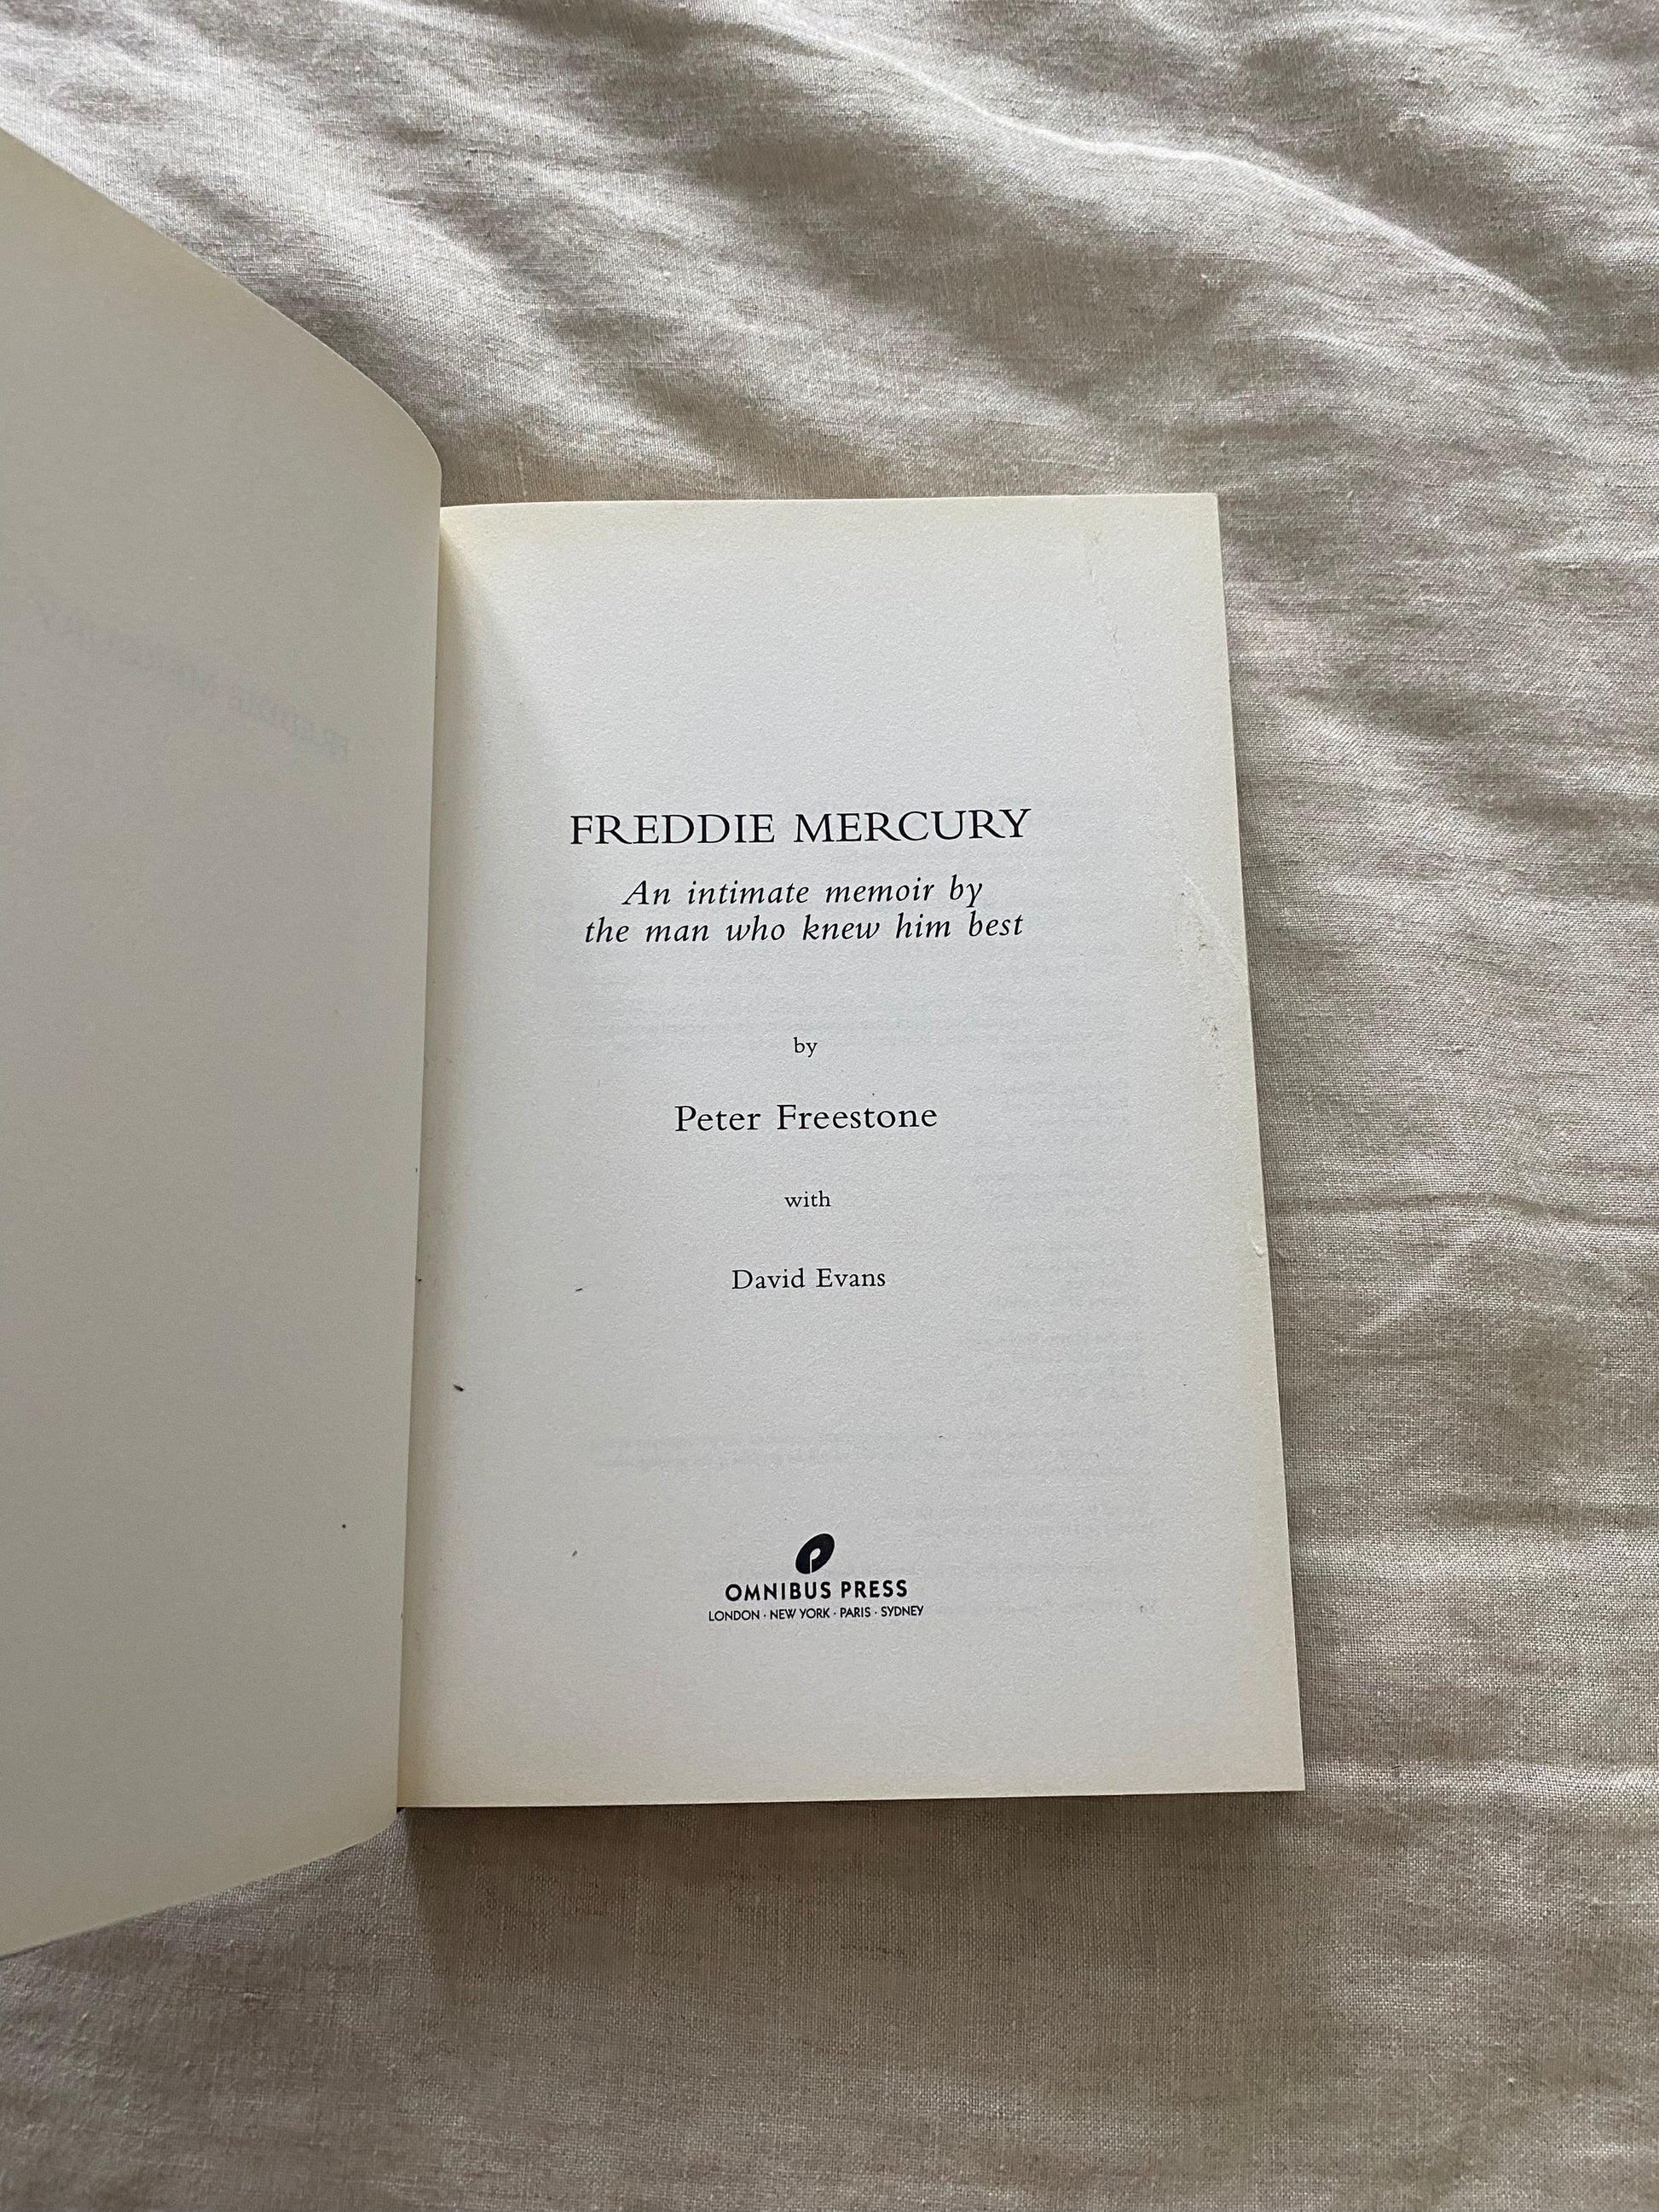 FREDDIE MERCURY
An intimate memoir by
the man who knew him best
by
Peter Freestone
with
David Evans
OMNIBUS PRESS
LONDON · NEW YORK · PARIS · SYDNEY